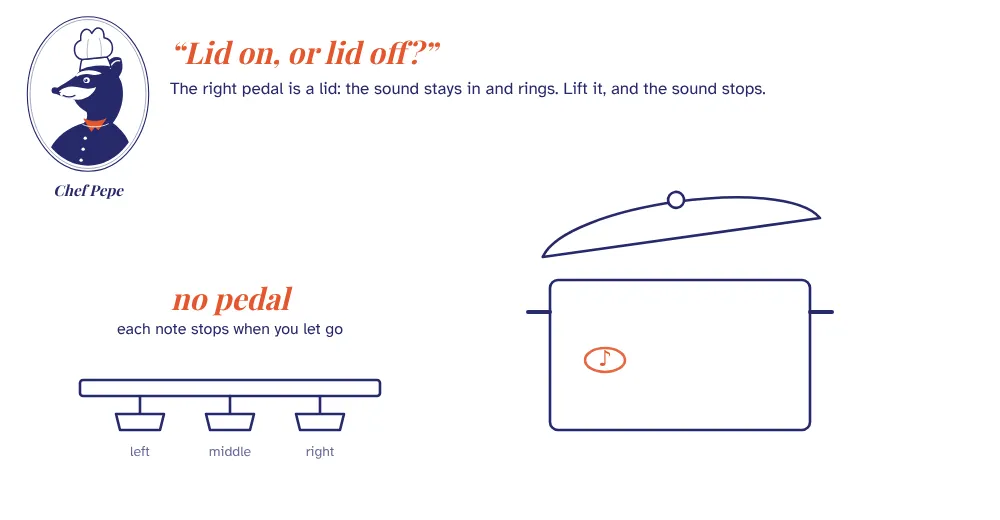 “Lid on, or lid off?”
The right pedal is a lid: the sound stays in and rings. Lift it, and the sound stops.
Chef Pepe
no pedal
each note stops when you let go
left middle right